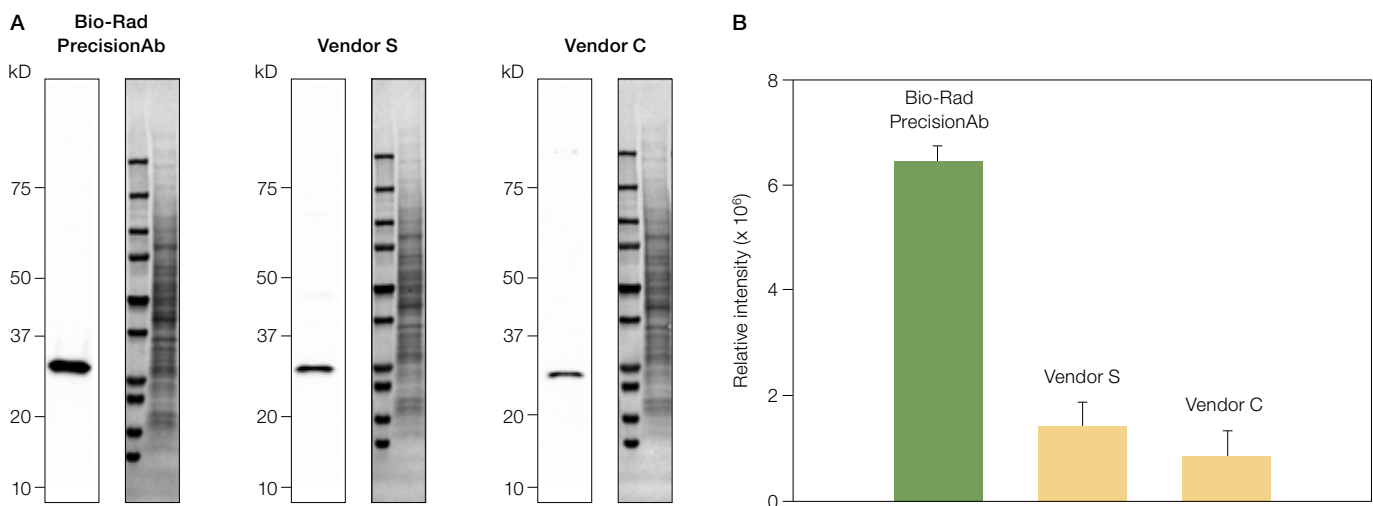 A
Bio-Rad
PrecisionAb
kD
75
50
37
20
10
Vendor S
kD
75
50
37
20
10
Vendor C
kD
75
50
37
20
10
B
Relative intensity (x 10⁶)
8
6
4
2
0
Bio-Rad
PrecisionAb
Vendor S
Vendor C